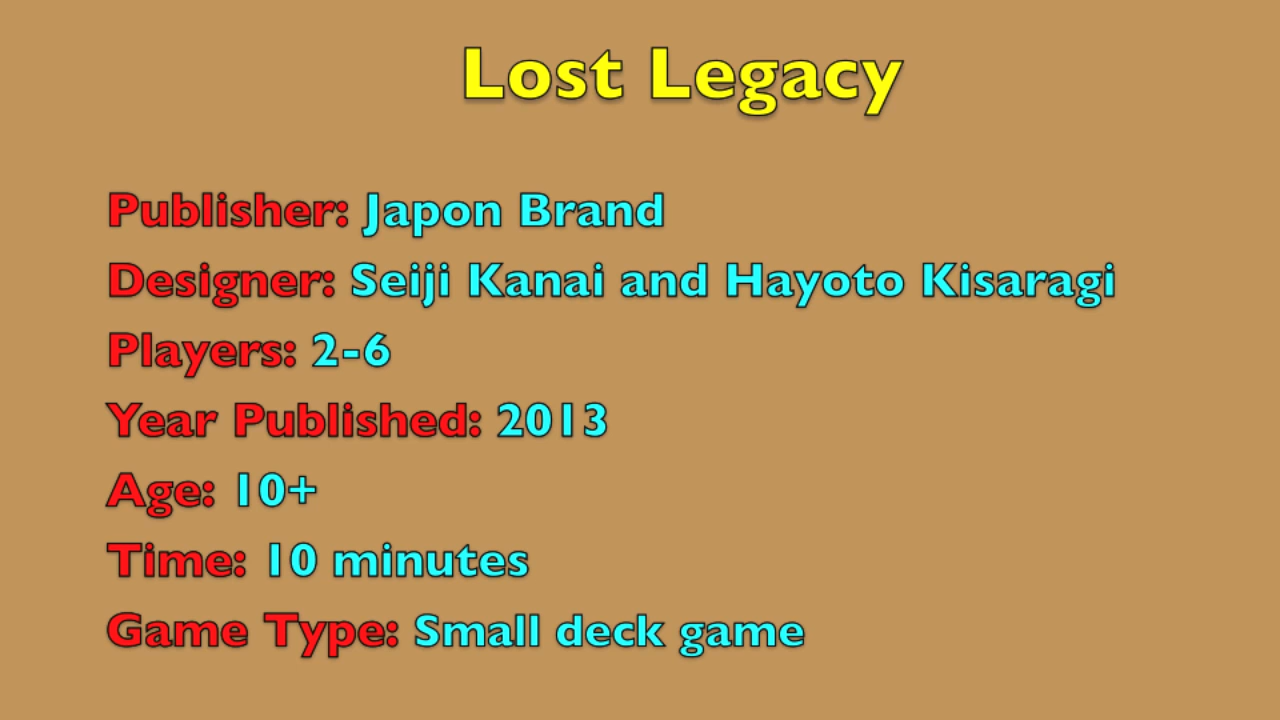 Lost Legacy
Publisher: Japon Brand
Designer: Seiji Kanai and Hayoto Kisaragi
Players: 2-6
Year Published: 2013
Age: 10+
Time: 10 minutes
Game Type: Small deck game